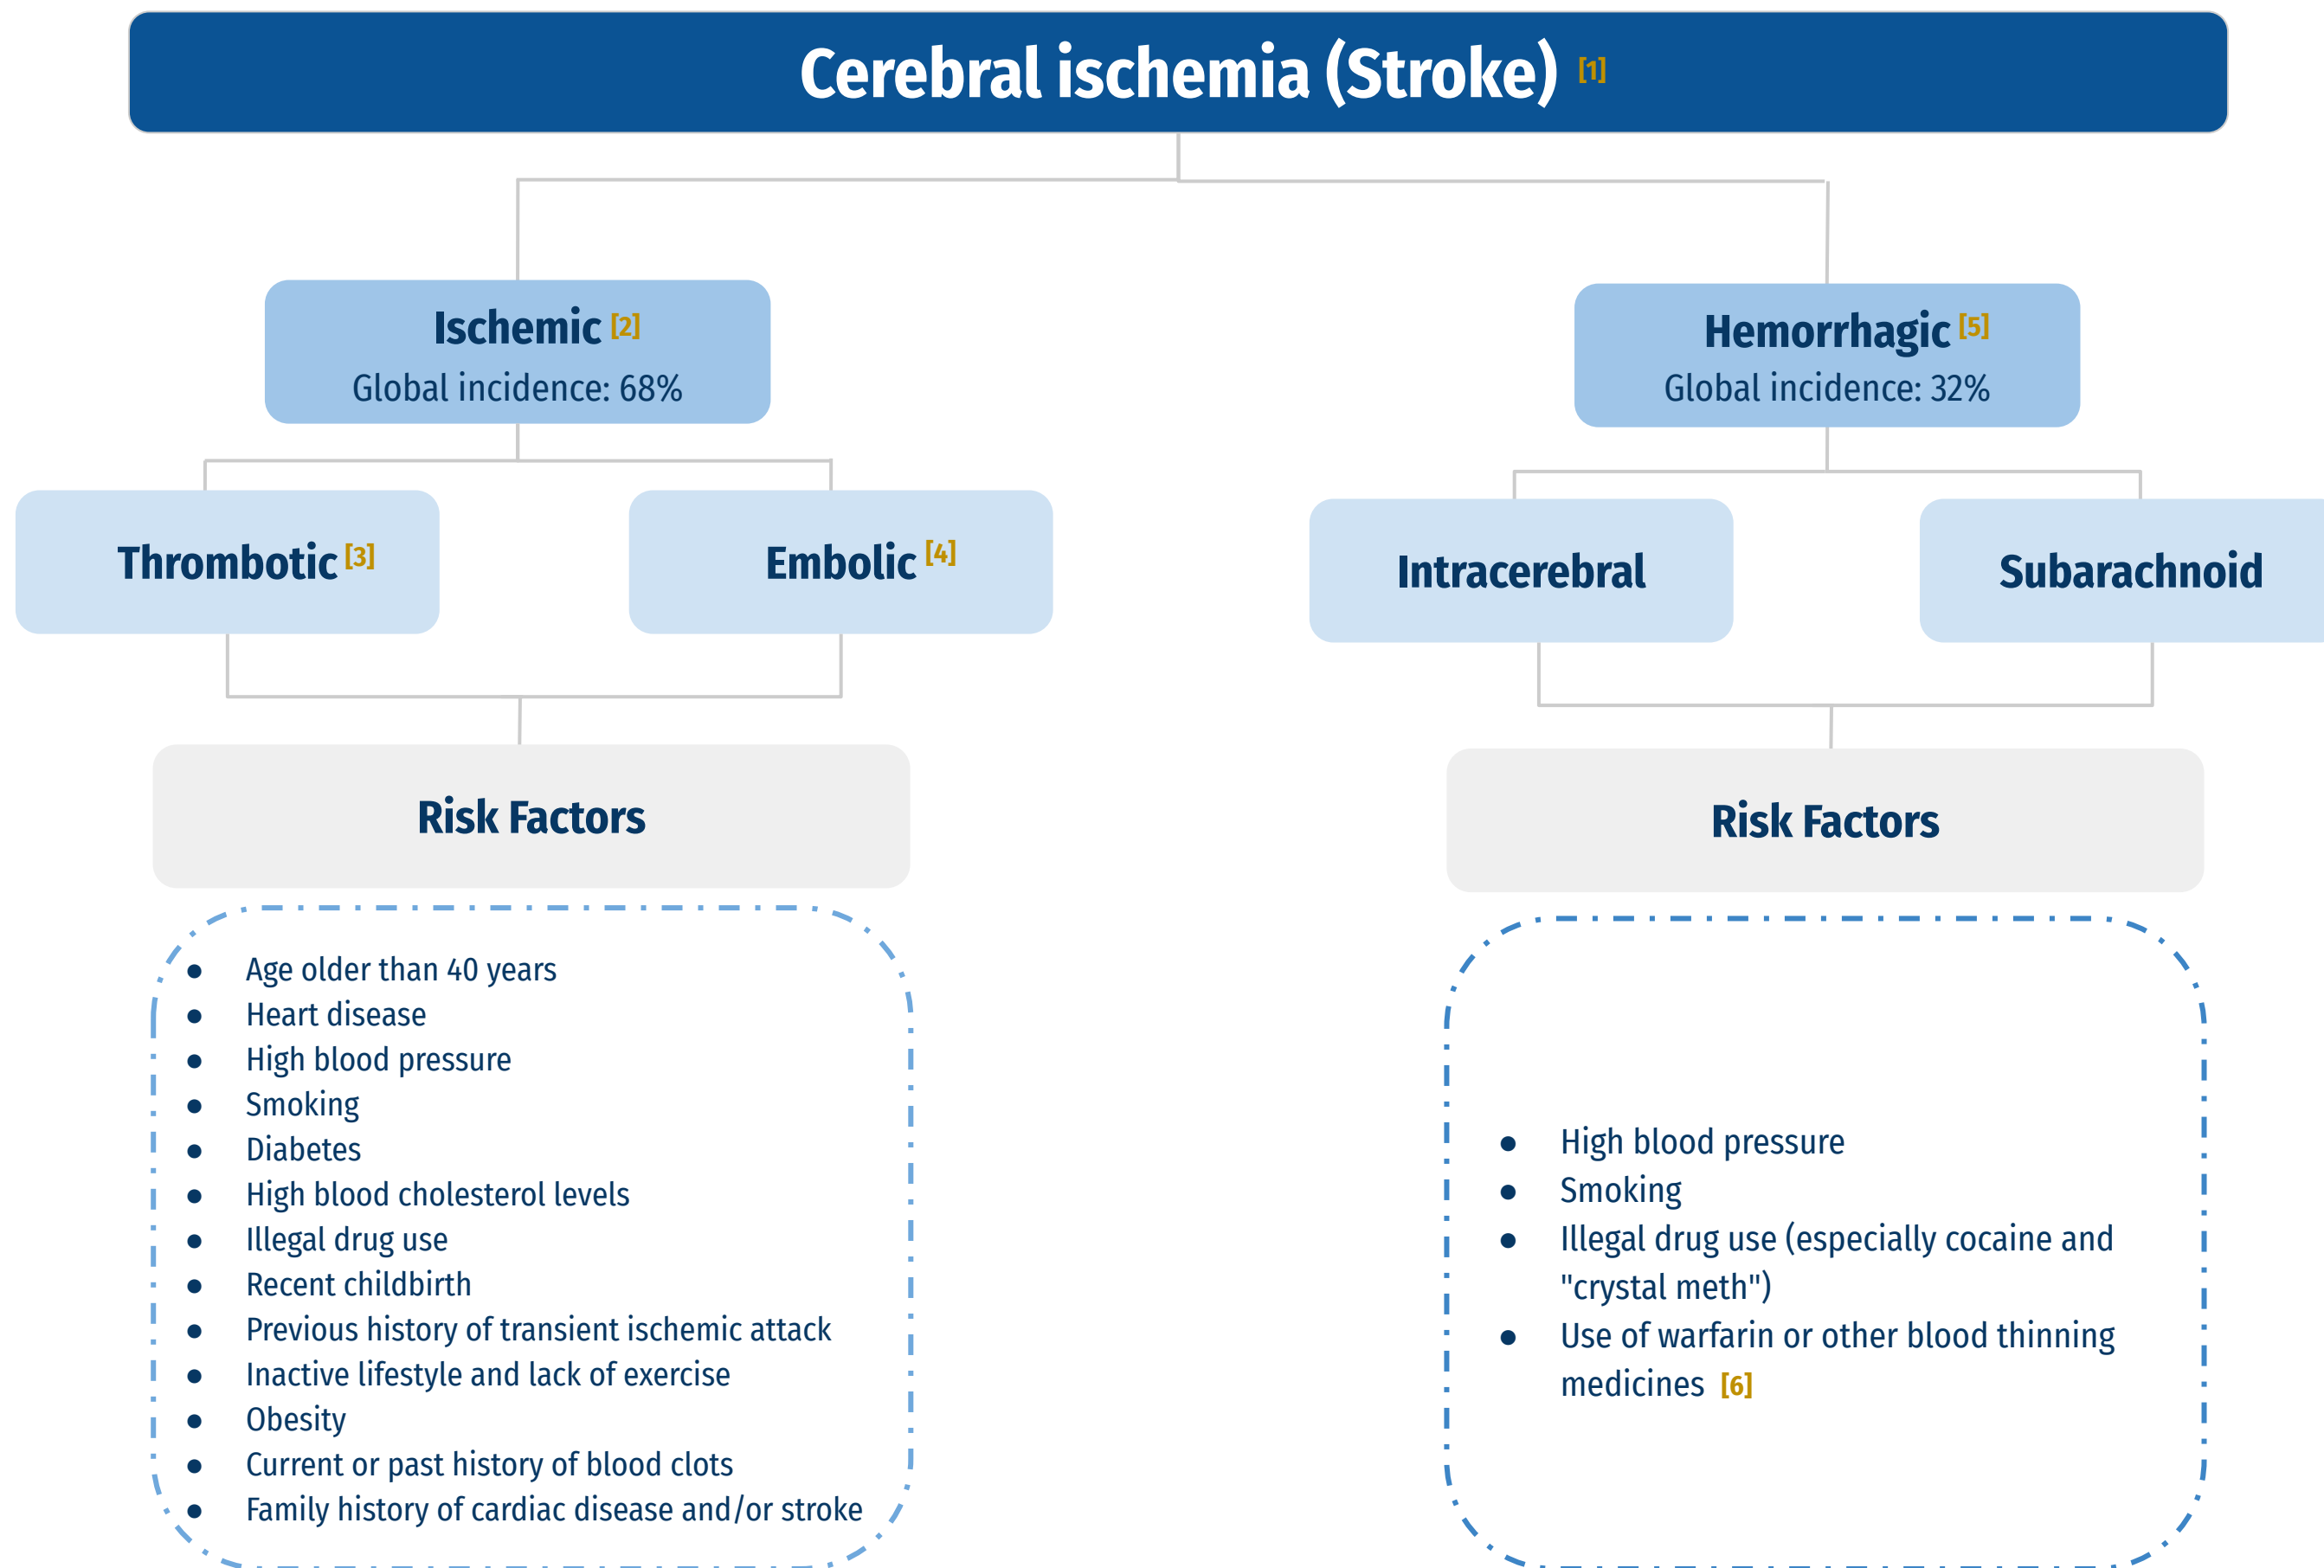 Cerebral ischemia (Stroke) [1]
Ischemic [2]
Global incidence: 68%
Hemorrhagic [5]
Global incidence: 32%
Thrombotic [3]
Embolic [4]
Intracerebral
Subarachnoid
Risk Factors
● Age older than 40 years
● Heart disease
● High blood pressure
● Smoking
● Diabetes
● High blood cholesterol levels
● Illegal drug use
● Recent childbirth
● Previous history of transient ischemic attack
● Inactive lifestyle and lack of exercise
● Obesity
● Current or past history of blood clots
● Family history of cardiac disease and/or stroke
Risk Factors
● High blood pressure
● Smoking
● Illegal drug use (especially cocaine and
"crystal meth")
● Use of warfarin or other blood thinning
medicines [6]